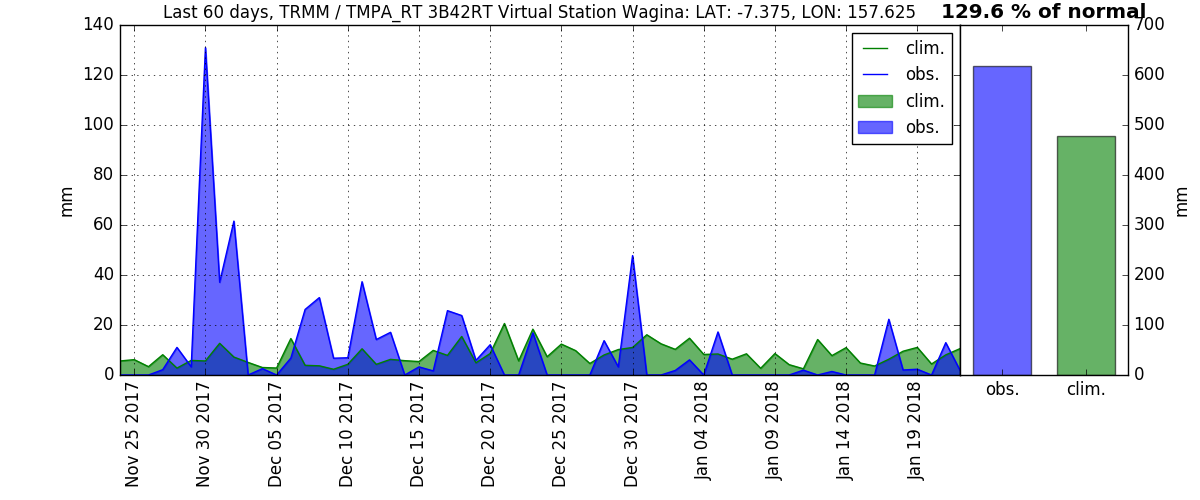 Last 60 days, TRMM / TMPA_RT 3B42RT Virtual Station Wagina: LAT: -7.375, LON: 157.625
129.6 % of normal
140
120
100
80
60
40
20
0
mm
clim.
obs.
clim.
obs.
700
600
500
400
300
200
100
0
mm
Nov 25 2017
Nov 30 2017
Dec 05 2017
Dec 10 2017
Dec 15 2017
Dec 20 2017
Dec 25 2017
Dec 30 2017
Jan 04 2018
Jan 09 2018
Jan 14 2018
Jan 19 2018
obs.
clim.